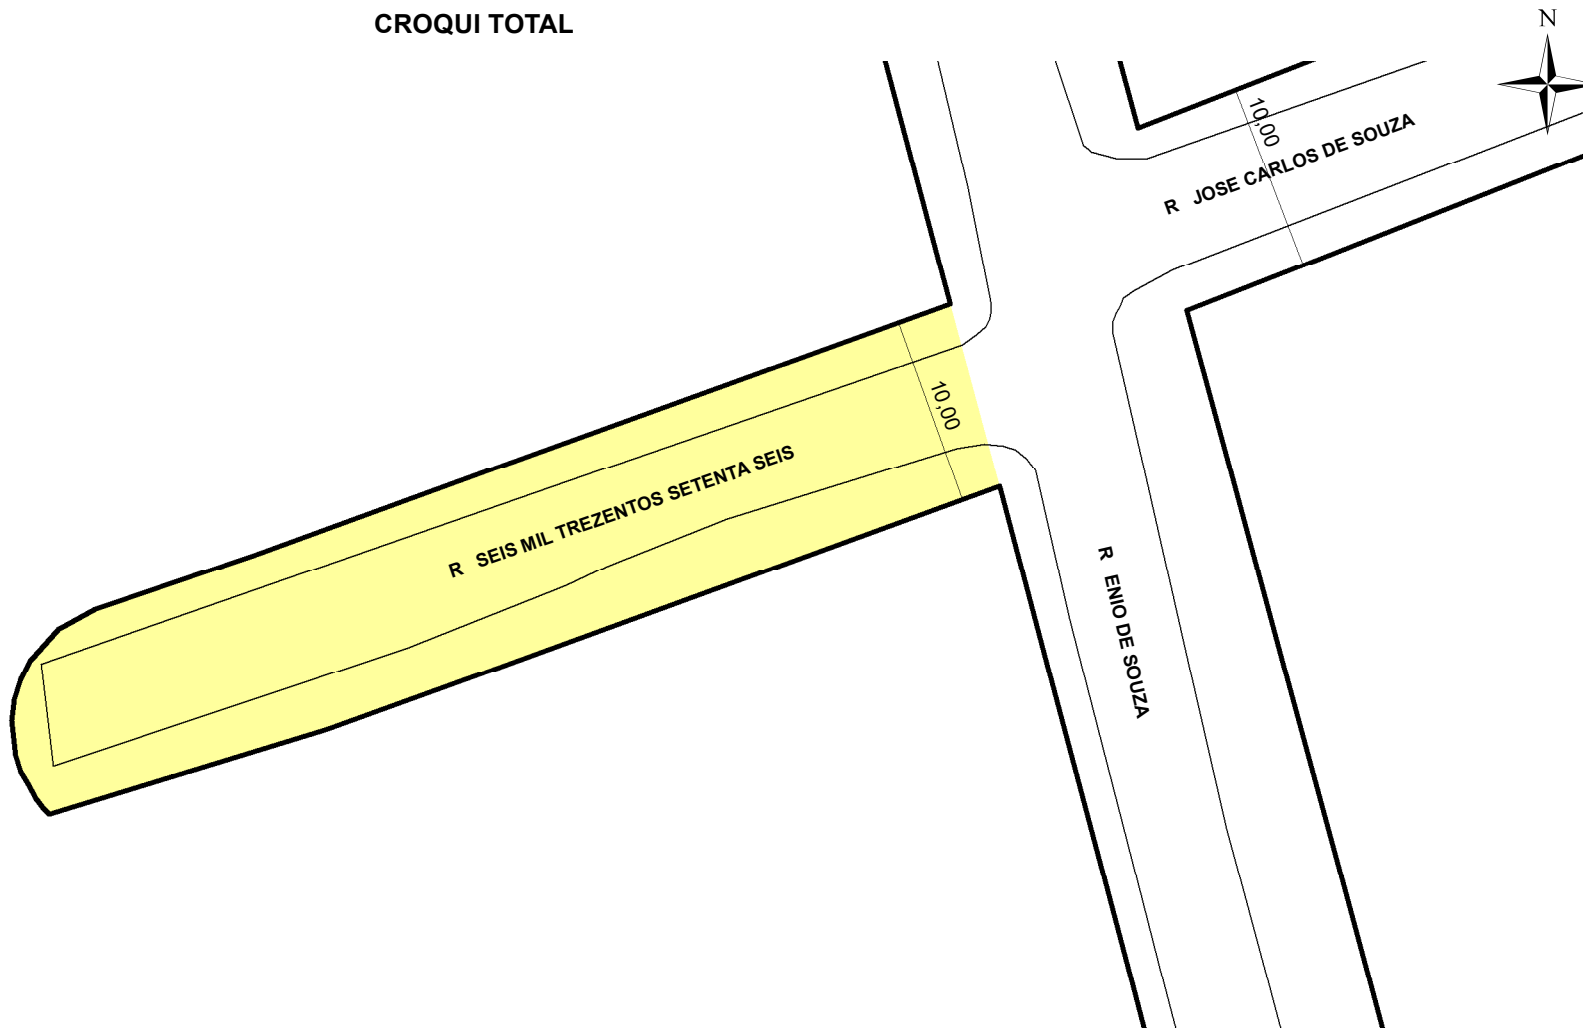 CROQUI TOTAL
N
10,00
R JOSE CARLOS DE SOUZA
10,00
R SEIS MIL TREZENTOS SETENTA SEIS
R ENIO DE SOUZA